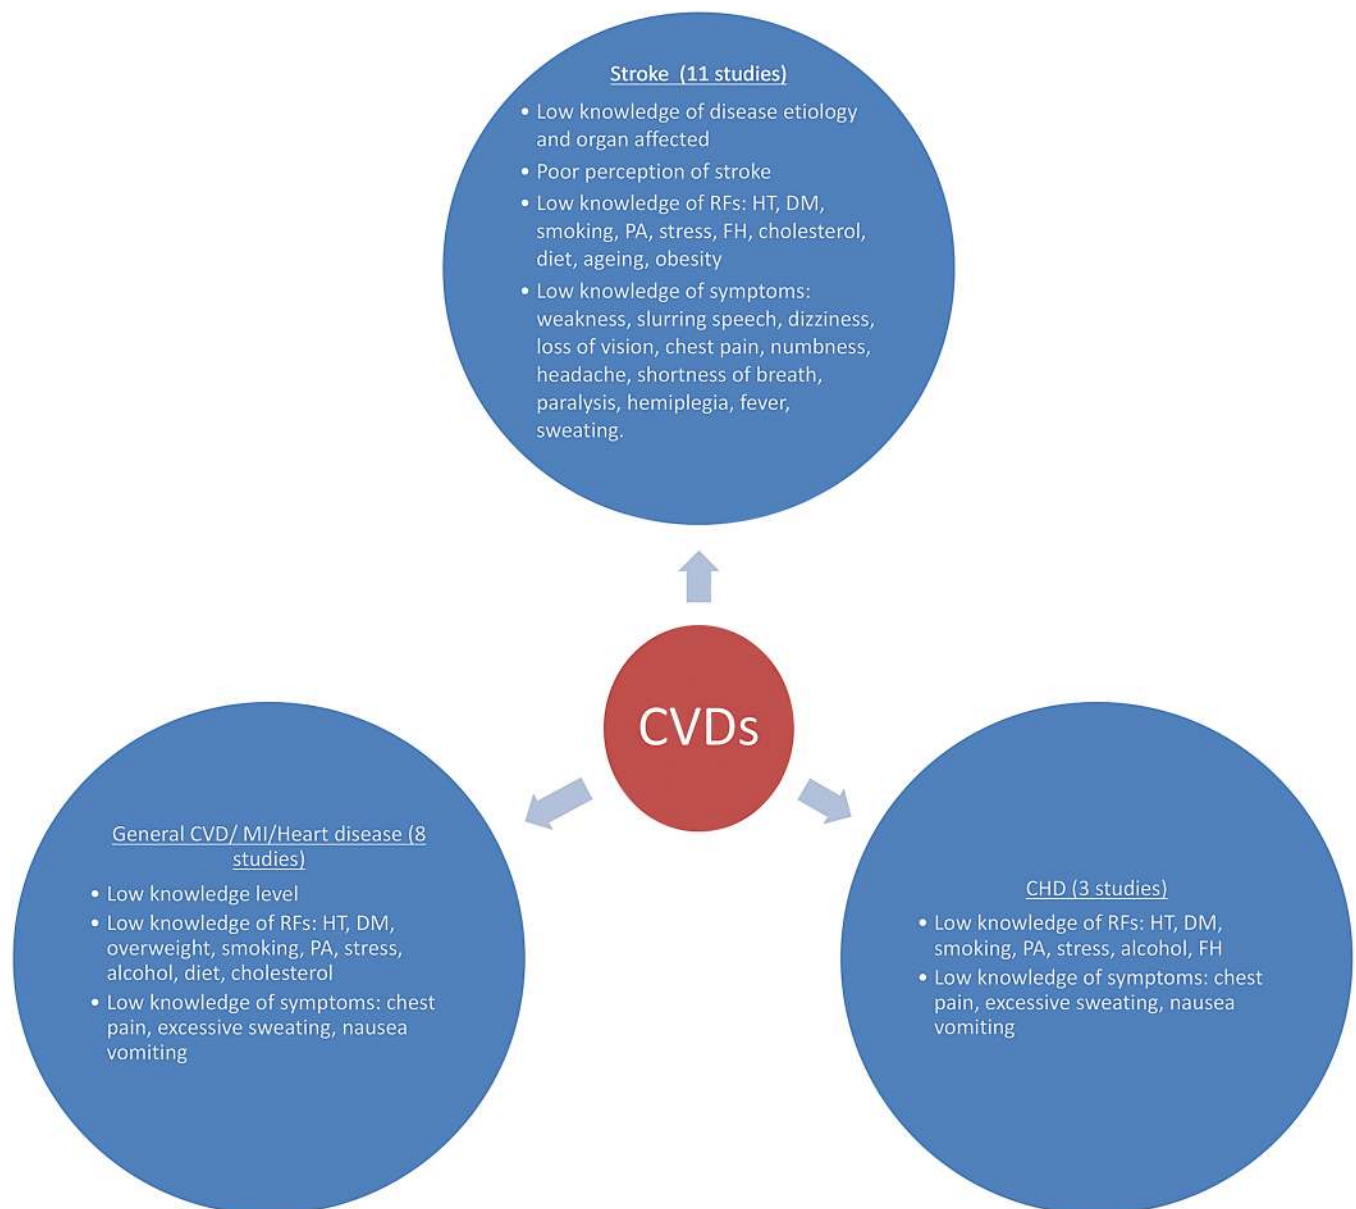 Stroke (11 studies)
• Low knowledge of disease etiology
and organ affected
• Poor perception of stroke
• Low knowledge of RFs: HT, DM,
smoking, PA, stress, FH, cholesterol,
diet, ageing, obesity
• Low knowledge of symptoms:
weakness, slurring speech, dizziness,
loss of vision, chest pain, numbness,
headache, shortness of breath,
paralysis, hemiplegia, fever,
sweating.
CVDs
General CVD/ MI/Heart disease (8
studies)
• Low knowledge level
• Low knowledge of RFs: HT, DM,
overweight, smoking, PA, stress,
alcohol, diet, cholesterol
• Low knowledge of symptoms: chest
pain, excessive sweating, nausea
vomiting
CHD (3 studies)
• Low knowledge of RFs: HT, DM,
smoking, PA, stress, alcohol, FH
• Low knowledge of symptoms: chest
pain, excessive sweating, nausea
vomiting